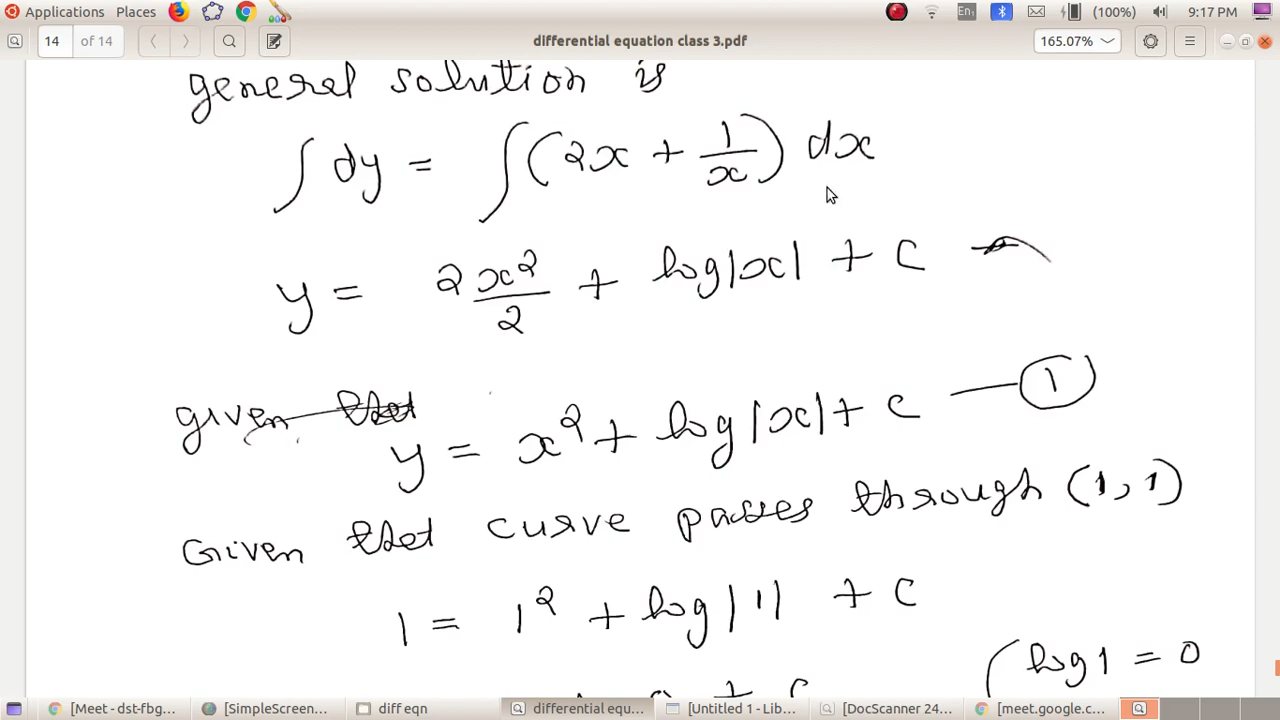 Applications Places En1 (100%) 9:17 PM
14 of 14 differential equation class 3.pdf 165.07%
general solution is
∫ dy = ∫ (2x + 1/x) dx
y = 2x²/2 + log|x| + c
given that
y = x² + log|x| + c — 1
Given that curve passes through (1, 1)
1 = 1² + log |1| + c
log 1 = 0
+ c
[Meet - dst-fbg... [SimpleScreen... diff eqn differential equ... [Untitled 1 - Lib... [DocScanner 24... [meet.google.c...